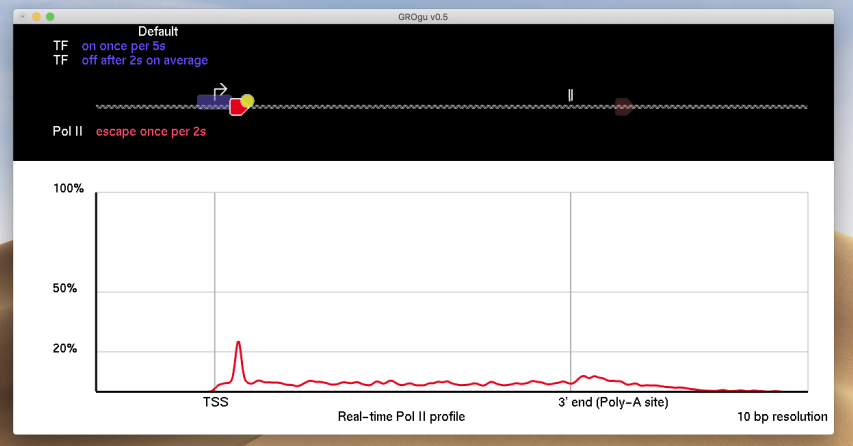 GROgu v0.5
Default
TF on once per 5s
TF off after 2s on average
Pol II escape once per 2s
100%
50%
20%
TSS
3' end (Poly-A site)
Real-time Pol II profile
10 bp resolution